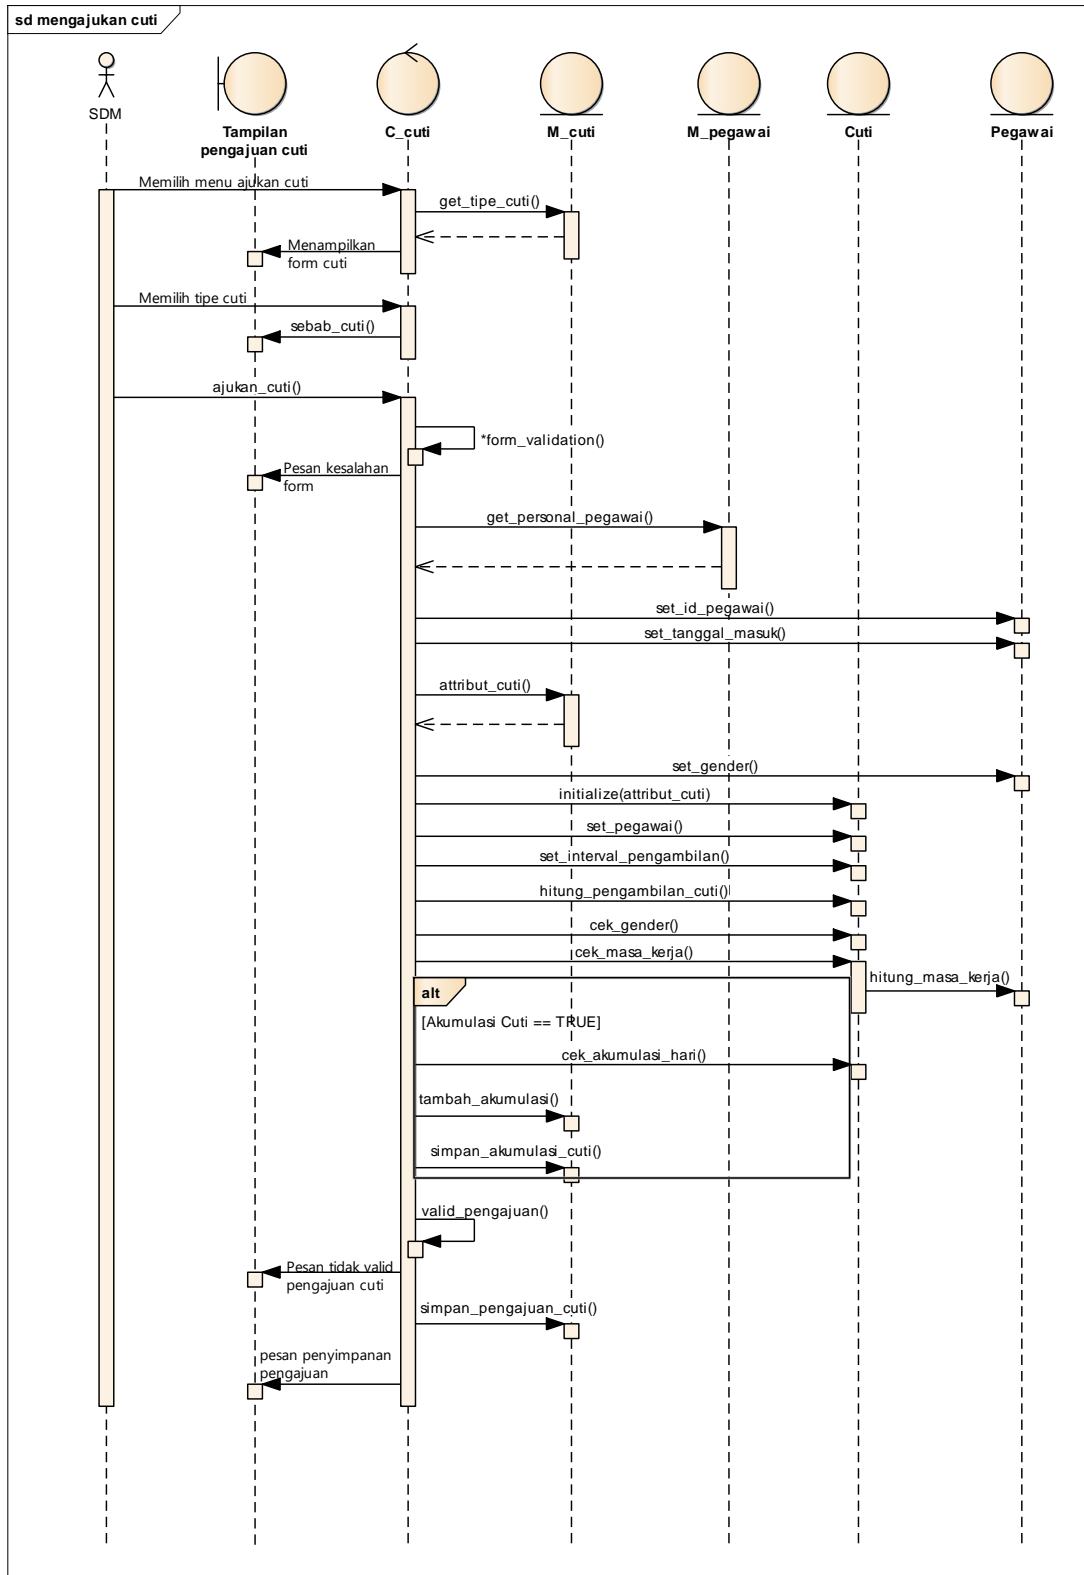 sd mengajukan cuti
SDM
Tampilan
pengajuan cuti
C_cuti
M_cuti
M_pegawai
Cuti
Pegawai
Memilih menu ajukan cuti
get_tipe_cuti()
Menampilkan
form cuti
Memilih tipe cuti
sebab_cuti()
ajukan_cuti()
*form_validation()
Pesan kesalahan
form
get_personal_pegawai()
set_id_pegawai()
set_tanggal_masuk()
attribut_cuti()
set_gender()
initialize(attribut_cuti)
set_pegawai()
set_interval_pengambilan()
hitung_pengambilan_cuti()
cek_gender()
cek_masa_kerja()
hitung_masa_kerja()
alt
[Akumulasi Cuti == TRUE]
cek_akumulasi_hari()
tambah_akumulasi()
simpan_akumulasi_cuti()
valid_pengajuan()
Pesan tidak valid
pengajuan cuti
simpan_pengajuan_cuti()
pesan penyimpanan
pengajuan